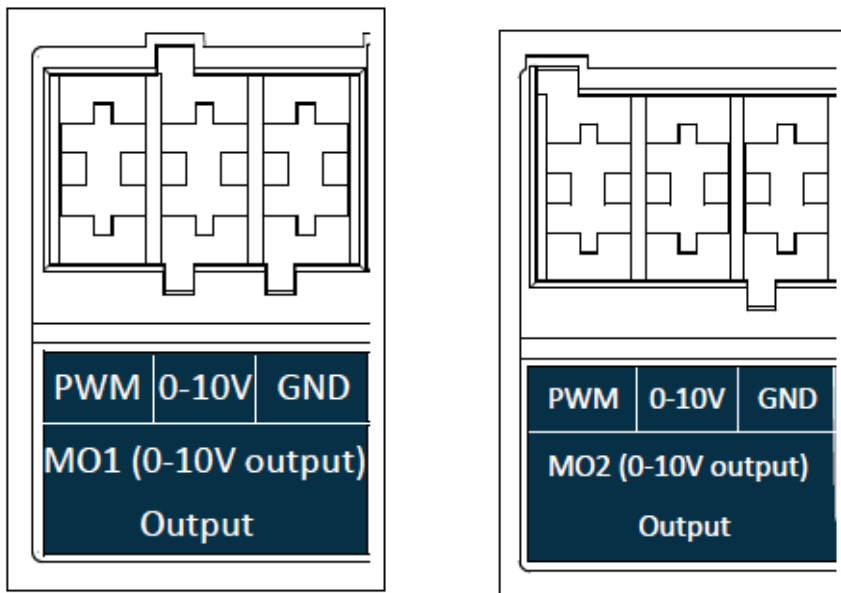 PWM 0-10V GND
MO1 (0-10V output)
Output
PWM 0-10V GND
MO2 (0-10V output)
Output